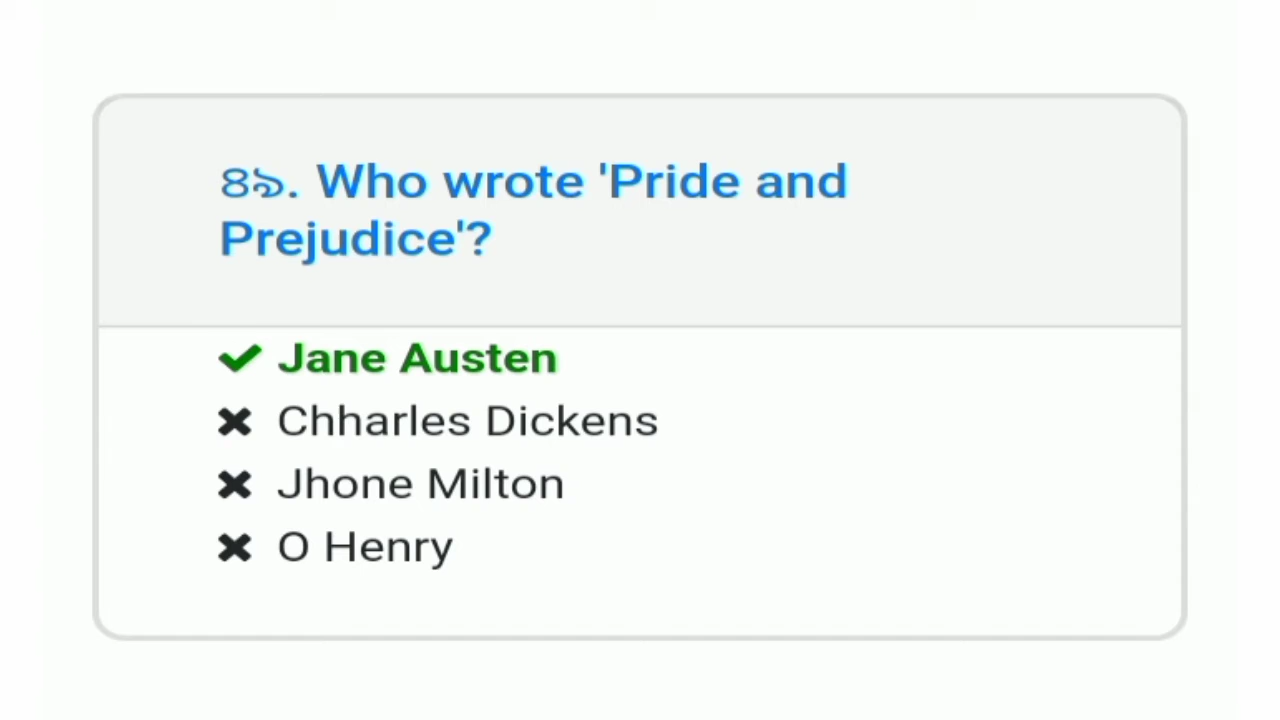 ৪৯. Who wrote 'Pride and
Prejudice'?
Jane Austen
Chharles Dickens
Jhone Milton
O Henry